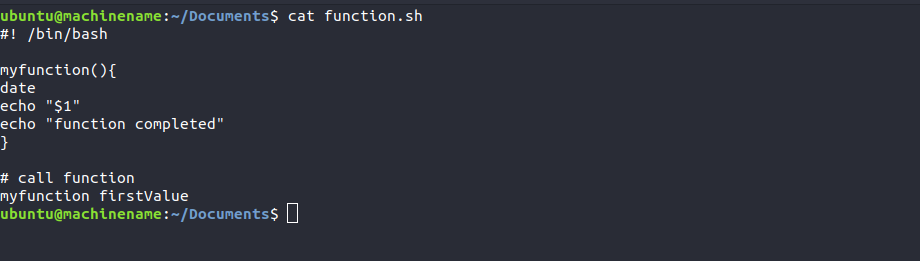 ubuntu@machinename:~/Documents$ cat function.sh
#! /bin/bash

myfunction(){
date
echo "$1"
echo "function completed"
}

# call function
myfunction firstValue
ubuntu@machinename:~/Documents$